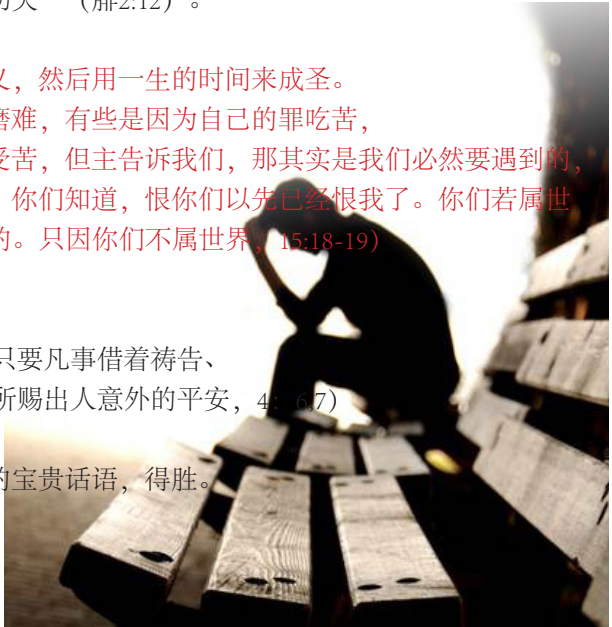 （腓2:12）。
，然后用一生的时间来成圣。
磨难，有些是因为自己的罪吃苦，
受苦，但主告诉我们，那其实是我们必然要遇到的，
，你们知道，恨你们以先已经恨我了。你们若属世
的。只因你们不属世界，15:18-19)
只要凡事借着祷告、
所赐出人意外的平安，4：6,7)
的宝贵话语，得胜。